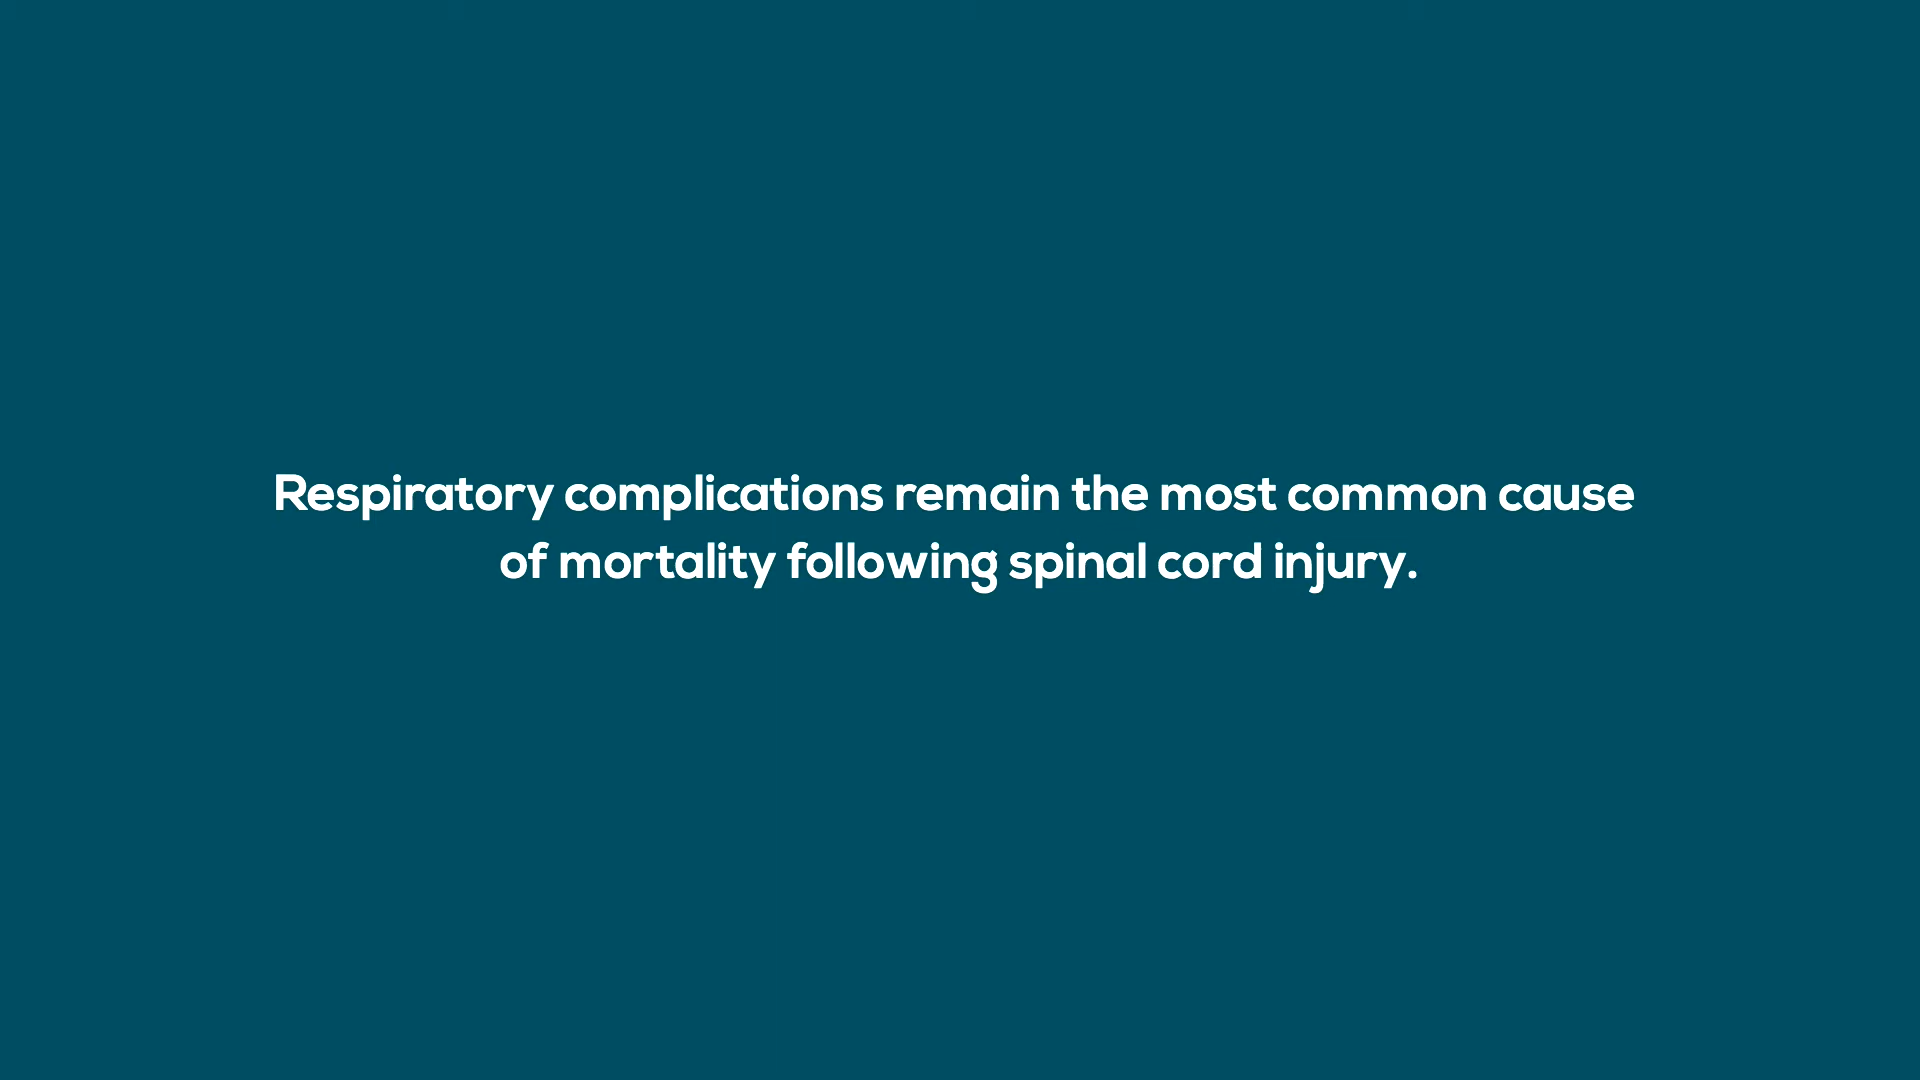 Respiratory complications remain the most common cause
of mortality following spinal cord injury.